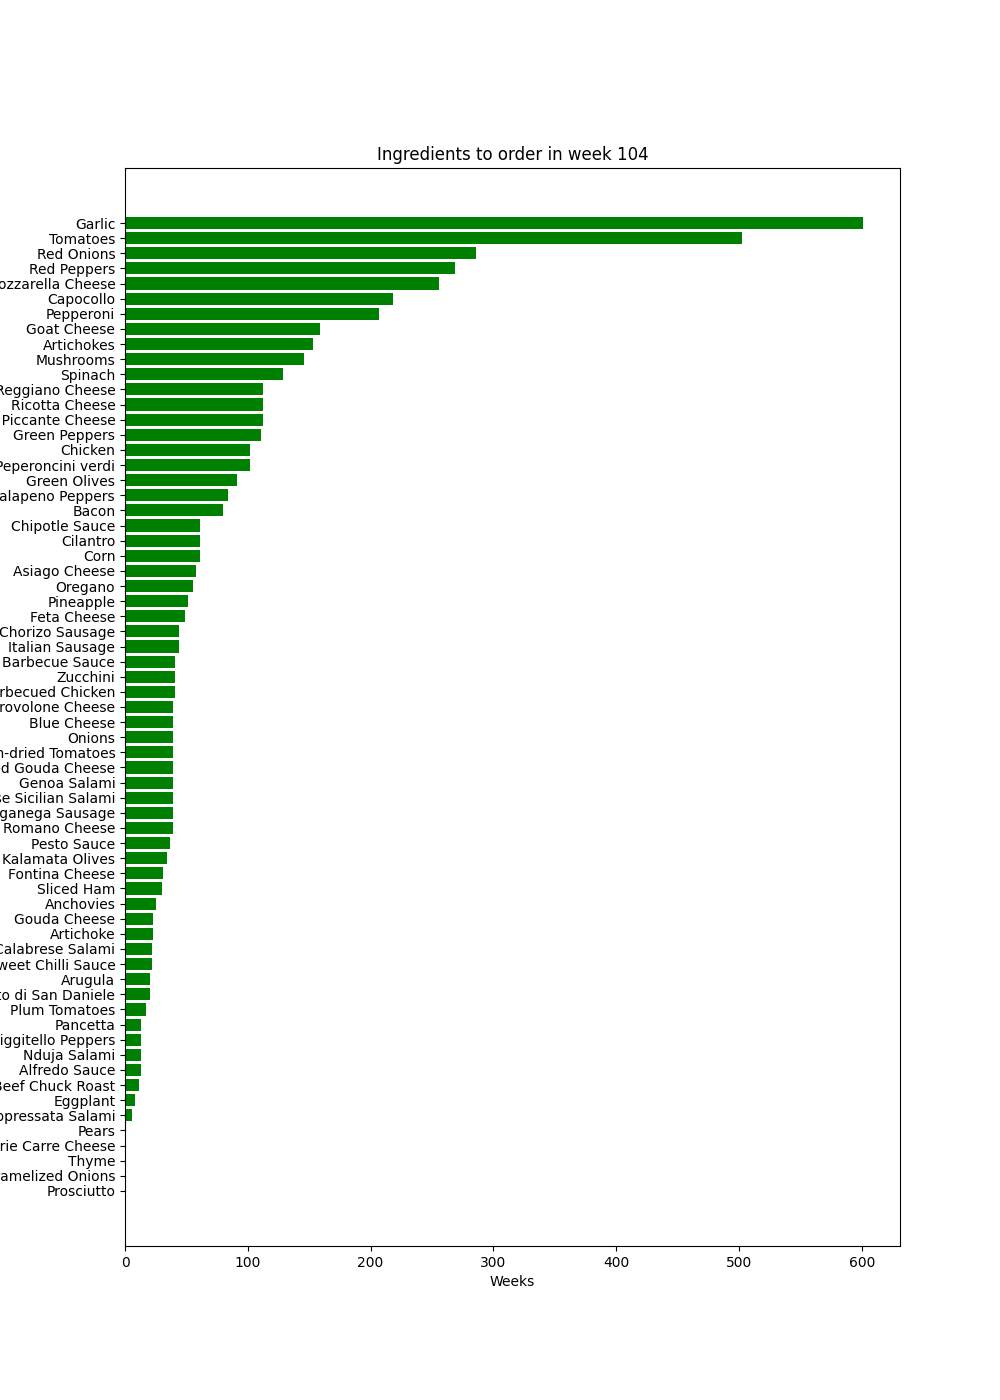 Ingredients to order in week 104
Garlic
Tomatoes
Red Onions
Red Peppers
ozzarella Cheese
Capocollo
Pepperoni
Goat Cheese
Artichokes
Mushrooms
Spinach
Reggiano Cheese
Ricotta Cheese
Piccante Cheese
Green Peppers
Chicken
Peperoncini verdi
Green Olives
alapeno Peppers
Bacon
Chipotle Sauce
Cilantro
Corn
Asiago Cheese
Oregano
Pineapple
Feta Cheese
Chorizo Sausage
Italian Sausage
Barbecue Sauce
Zucchini
rbecued Chicken
rovolone Cheese
Blue Cheese
Onions
n-dried Tomatoes
ed Gouda Cheese
Genoa Salami
se Sicilian Salami
ganega Sausage
Romano Cheese
Pesto Sauce
Kalamata Olives
Fontina Cheese
Sliced Ham
Anchovies
Gouda Cheese
Artichoke
Calabrese Salami
weet Chilli Sauce
Arugula
to di San Daniele
Plum Tomatoes
Pancetta
iggitello Peppers
Nduja Salami
Alfredo Sauce
Beef Chuck Roast
Eggplant
ppressata Salami
Pears
rie Carre Cheese
Thyme
ramelized Onions
Prosciutto
0 100 200 300 400 500 600
Weeks